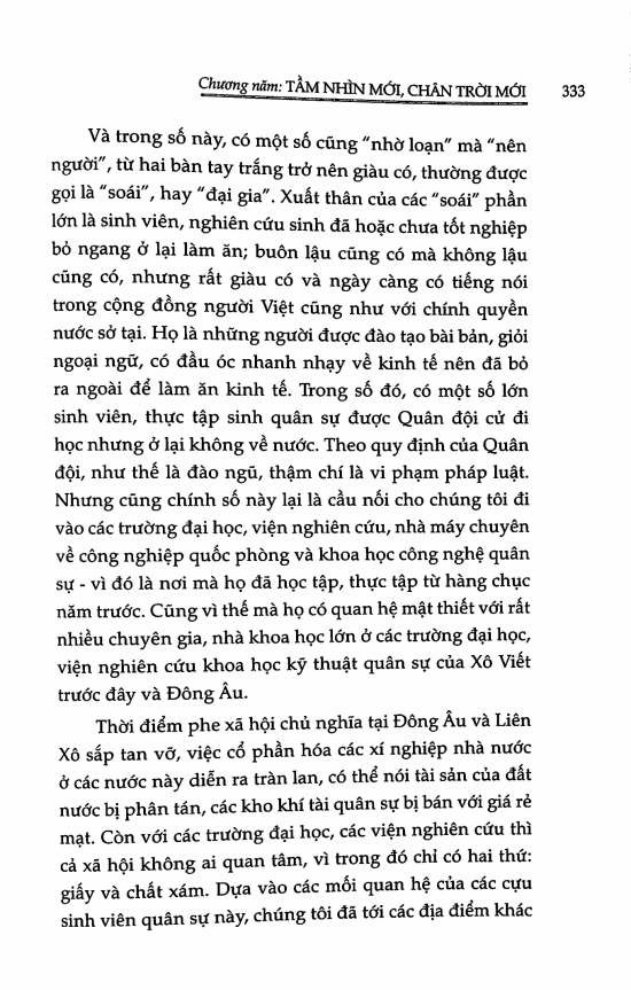 Chương năm: TẦM NHÌN MỚI, CHÂN TRỜI MỚI 333
Và trong số này, có một số cũng "nhờ loạn" mà "nên
người", từ hai bàn tay trắng trở nên giàu có, thường được
gọi là "soái", hay "đại gia". Xuất thân của các "soái" phần
lớn là sinh viên, nghiên cứu sinh đã hoặc chưa tốt nghiệp
bỏ ngang ở lại làm ăn; buôn lậu cũng có mà không lậu
cũng có, nhưng rất giàu có và ngày càng có tiếng nói
trong cộng đồng người Việt cũng như với chính quyền
nước sở tại. Họ là những người được đào tạo bài bản, giỏi
ngoại ngữ, có đầu óc nhanh nhạy về kinh tế nên đã bỏ
ra ngoài để làm ăn kinh tế. Trong số đó, có một số lớn
sinh viên, thực tập sinh quân sự được Quân đội cử đi
học nhưng ở lại không về nước. Theo quy định của Quân
đội, như thế là đào ngũ, thậm chí là vi phạm pháp luật.
Nhưng cũng chính số này lại là cầu nối cho chúng tôi đi
vào các trường đại học, viện nghiên cứu, nhà máy chuyên
về công nghiệp quốc phòng và khoa học công nghệ quân
sự - vì đó là nơi mà họ đã học tập, thực tập từ hàng chục
năm trước. Cũng vì thế mà họ có quan hệ mật thiết với rất
nhiều chuyên gia, nhà khoa học lớn ở các trường đại học,
viện nghiên cứu khoa học kỹ thuật quân sự của Xô Viết
trước đây và Đông Âu.
Thời điểm phe xã hội chủ nghĩa tại Đông Âu và Liên
Xô sắp tan vỡ, việc cổ phần hóa các xí nghiệp nhà nước
ở các nước này diễn ra tràn lan, có thể nói tài sản của đất
nước bị phân tán, các kho khí tài quân sự bị bán với giá rẻ
mạt. Còn với các trường đại học, các viện nghiên cứu thì
cả xã hội không ai quan tâm, vì trong đó chỉ có hai thứ:
giấy và chất xám. Dựa vào các mối quan hệ của các cựu
sinh viên quân sự này, chúng tôi đã tới các địa điểm khác